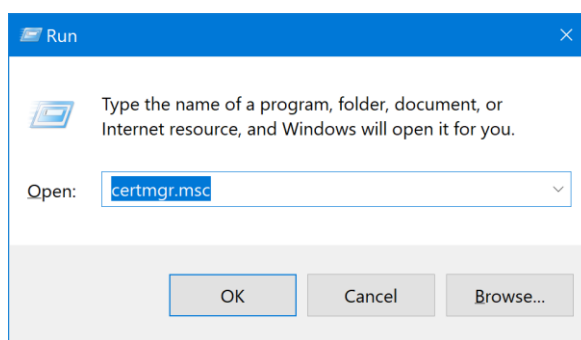 Run
Type the name of a program, folder, document, or
Internet resource, and Windows will open it for you.
Open: certmgr.msc
OK Cancel Browse...